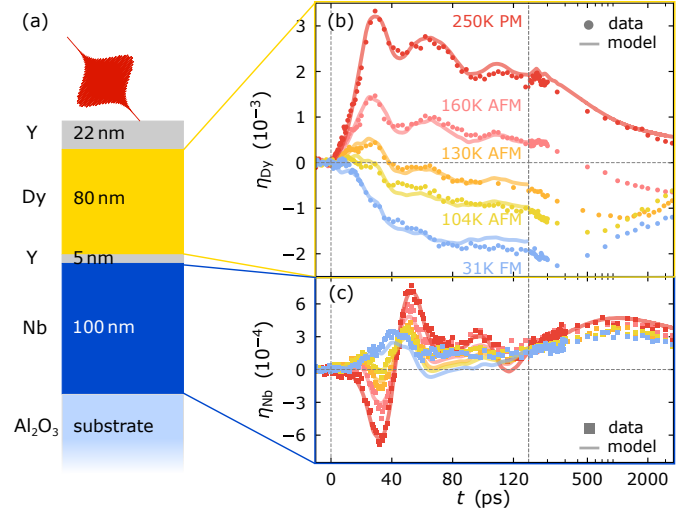 (a)
Y
22 nm
Dy
80 nm
Y
5 nm
Nb
100 nm
Al₂O₃
substrate
(b)
250K PM
data
model
160K AFM
130K AFM
104K AFM
31K FM
η_Dy (10⁻³)
3
2
1
0
−1
−2
(c)
η_Nb (10⁻⁴)
6
3
0
−3
−6
data
model
0
40
80
120
500
2000
t (ps)